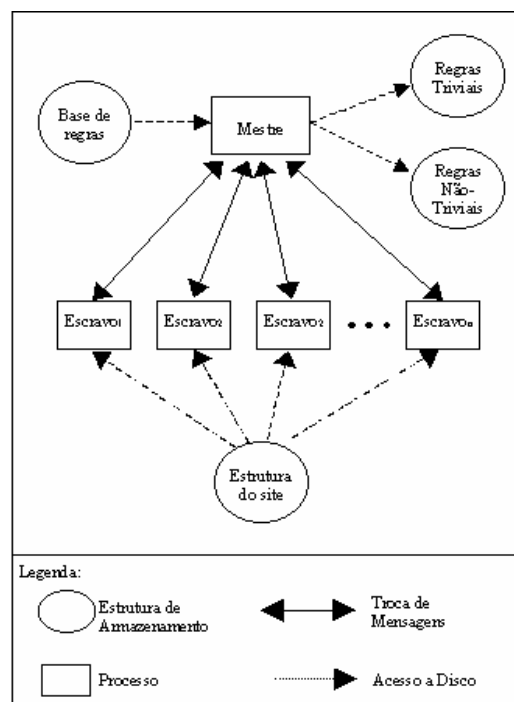 Base de
regras
Mestre
Regras
Triviais
Regras
Não-
Triviais
Escravo1
Escravo2
Escravo2
Escravon
Estrutura
do site
Legenda:
Estrutura de
Armazenamento
Troca de
Mensagens
Processo
Acesso a Disco